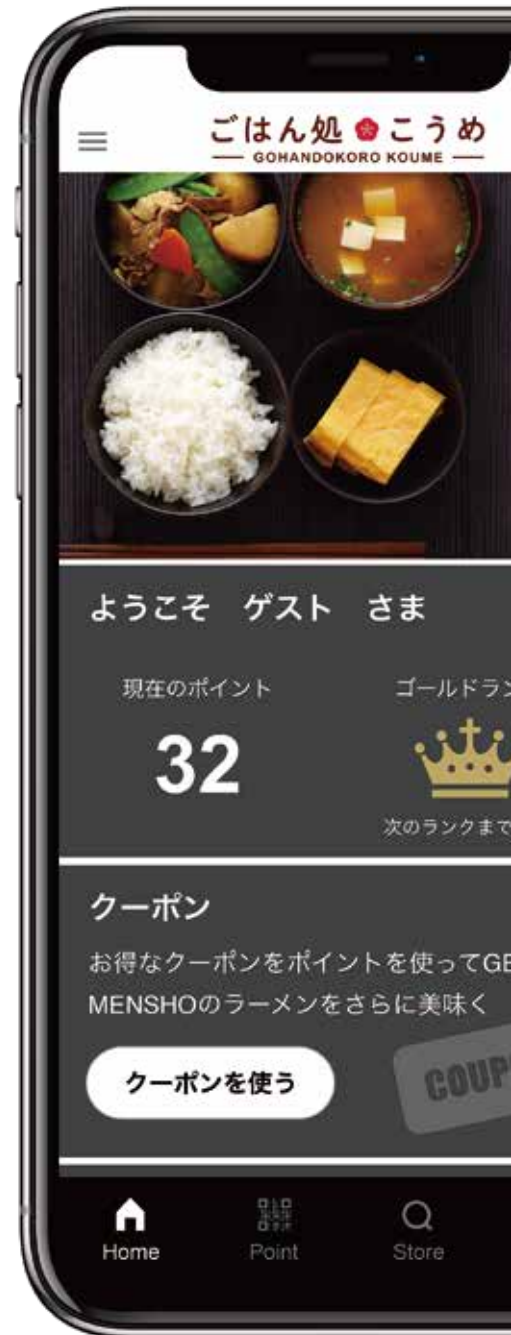 ごはん処 こうめ
GOHANDOKORO KOUME
ようこそ ゲスト さま
現在のポイント
ゴールドラン
32
次のランクまで
クーポン
お得なクーポンをポイントを使ってGE
MENSHOのラーメンをさらに美味く
クーポンを使う
COUP
Home
Point
Store